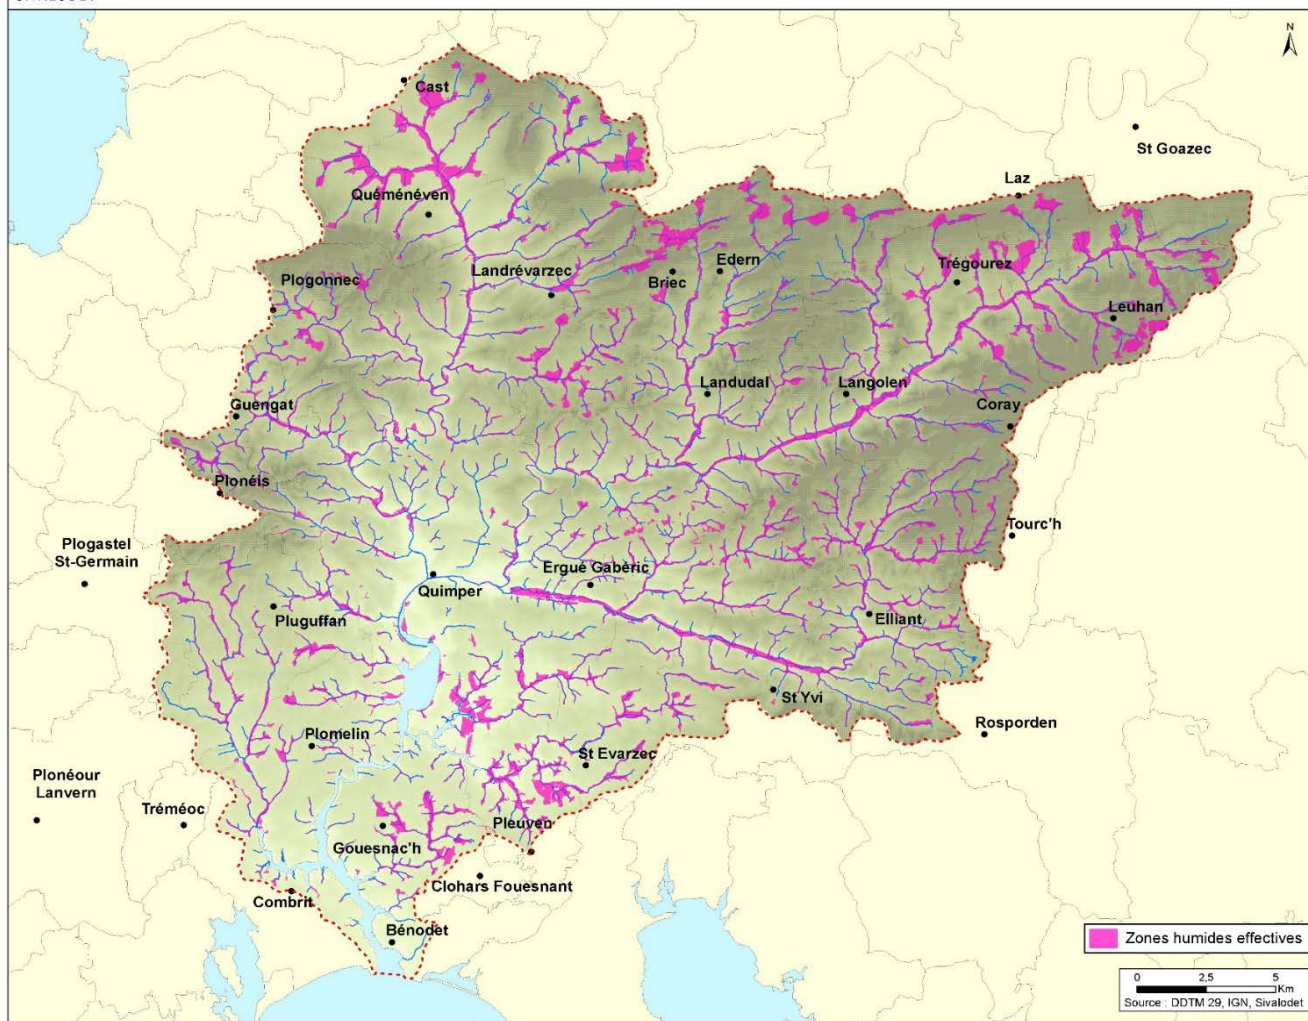 N
Cast
St Goazec
Laz
Quéménéven
Edern
Trégourez
Landrévarzec
Briec
Plogonnec
Leuhan
Landudal
Langolen
Guengat
Coray
Plonéis
Tourc'h
Plogastel
St-Germain
Ergué Gabéric
Quimper
Pluguffan
Elliant
St Yvi
Rosporden
Plomelin
St Evarzec
Plonéour
Lanvern
Tréméoc
Pleuven
Gouesnac'h
Clohars Fouesnant
Combrit
Bénodet
Zones humides effectives
0 2,5 5
Km
Source : DDTM 29, IGN, Sivalodet